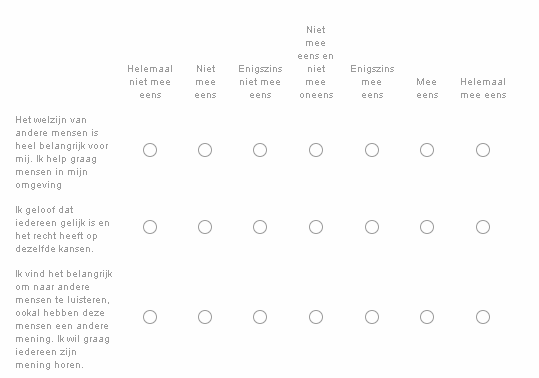 Helemaal
niet mee
eens
Niet
mee
eens
Enigszins
niet mee
eens
Niet
mee
eens en
niet
mee
oneens
Enigszins
mee
eens
Mee
eens
Helemaal
mee eens
Het welzijn van
andere mensen is
heel belangrijk voor
mij. Ik help graag
mensen in mijn
omgeving
Ik geloof dat
iedereen gelijk is en
het recht heeft op
dezelfde kansen.
Ik vind het belangrijk
om naar andere
mensen te luisteren,
ookal hebben deze
mensen een andere
mening. Ik wil graag
iedereen zijn
mening horen.